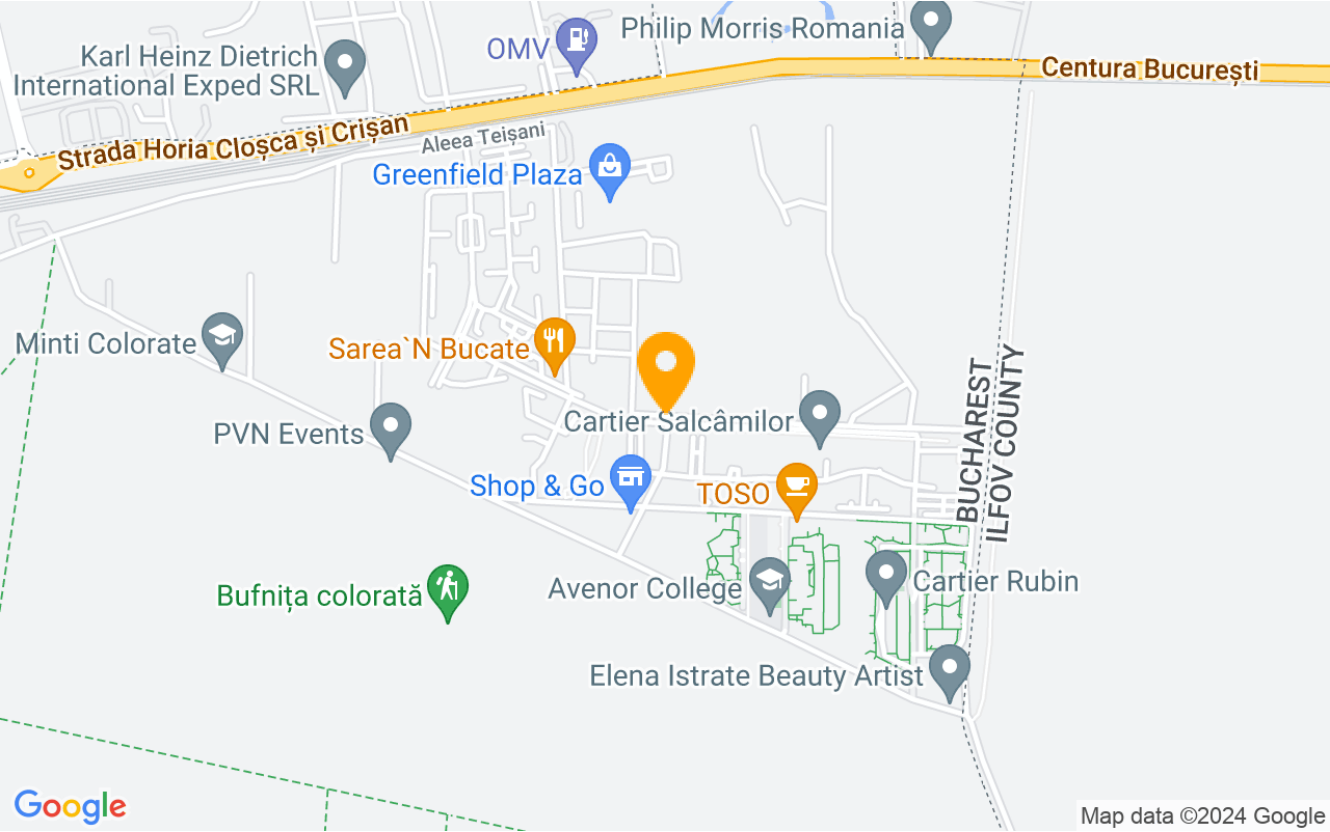 Philip Morris Romania
OMV
Karl Heinz Dietrich
International Exped SRL
Centura București
Strada Horia Cloșca și Crișan
Aleea Teișani
Greenfield Plaza
Minti Colorate
Sarea`N Bucate
BUCHAREST
ILFOV COUNTY
Cartier Salcâmilor
PVN Events
Shop & Go
TOSO
Avenor College
Cartier Rubin
Bufnița colorată
Elena Istrate Beauty Artist
Google
Map data ©2024 Google